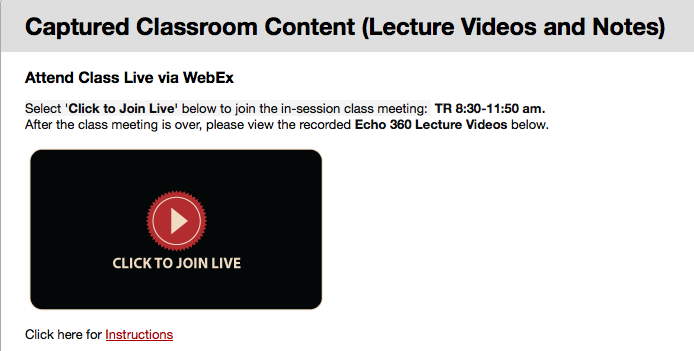 Captured Classroom Content (Lecture Videos and Notes)
Attend Class Live via WebEx
Select 'Click to Join Live' below to join the in-session class meeting: TR 8:30-11:50 am.
After the class meeting is over, please view the recorded Echo 360 Lecture Videos below.
CLICK TO JOIN LIVE
Click here for Instructions